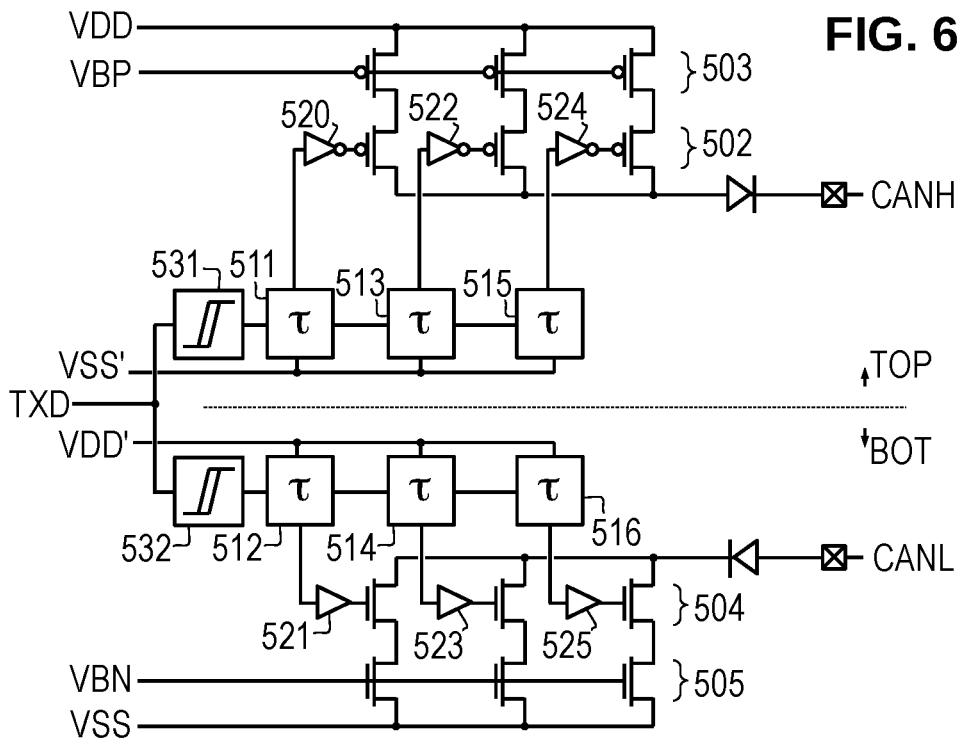 FIG. 6
VDD
VBP
503
520
522
524
502
CANH
531
511
513
515
τ
τ
τ
VSS'
TOP
TXD
VDD'
BOT
τ
τ
τ
532
512
514
516
CANL
521
523
525
504
VBN
505
VSS